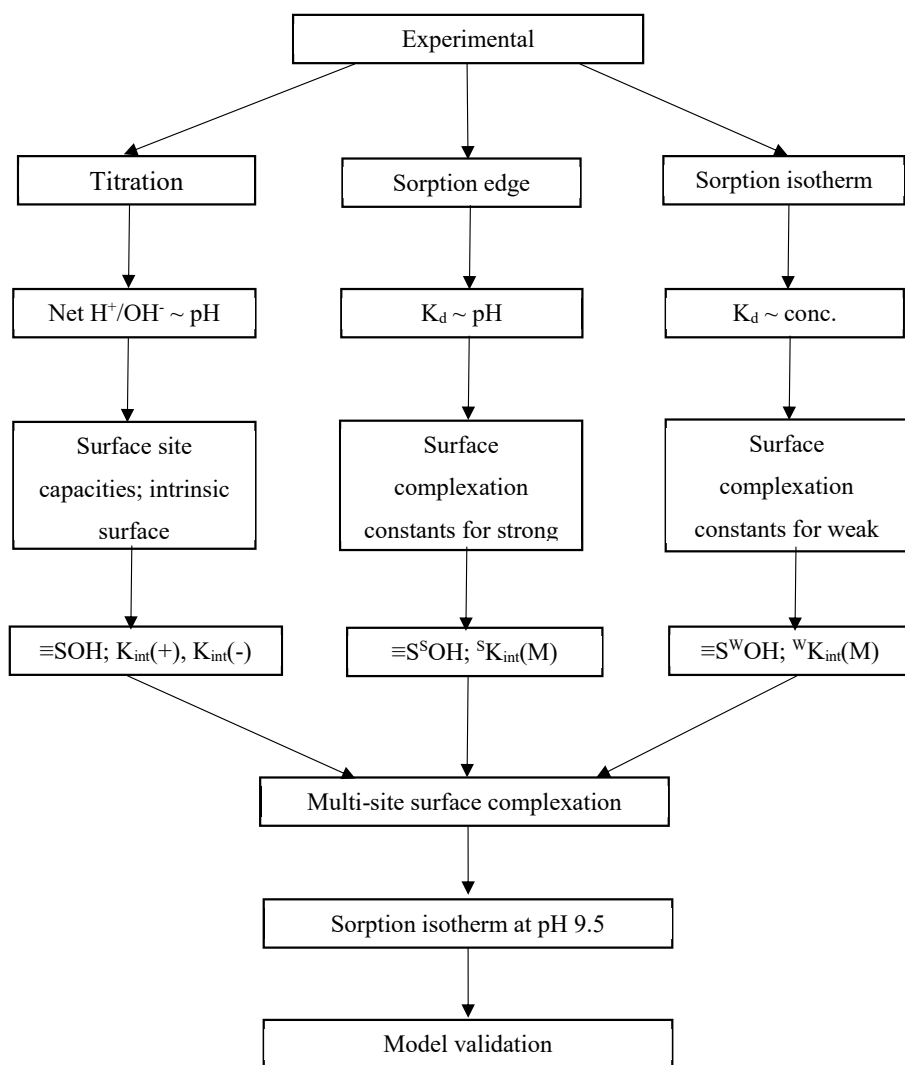 Experimental
Titration
Sorption edge
Sorption isotherm
Net H⁺/OH⁻ ~ pH
K_d ~ pH
K_d ~ conc.
Surface site
capacities; intrinsic
surface
Surface
complexation
constants for strong
Surface
complexation
constants for weak
≡SOH; K_int(+), K_int(-)
≡S^SOH; ^SK_int(M)
≡S^WOH; ^WK_int(M)
Multi-site surface complexation
Sorption isotherm at pH 9.5
Model validation